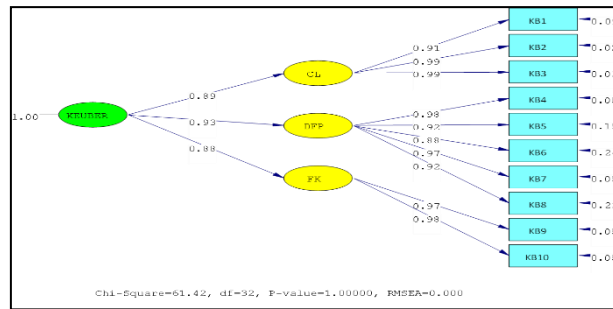 KB1
0.91
KB2
0.99
CL
0.99
KB3
0.89
KB4
0.98
1.00
KEUBER
0.93
DFP
0.92
KB5
0.88
KB6
0.88
0.97
KB7
0.92
FK
KB8
0.97
KB9
0.98
KB10
Chi-Square=61.42, df=32, P-value=1.00000, RMSEA=0.000